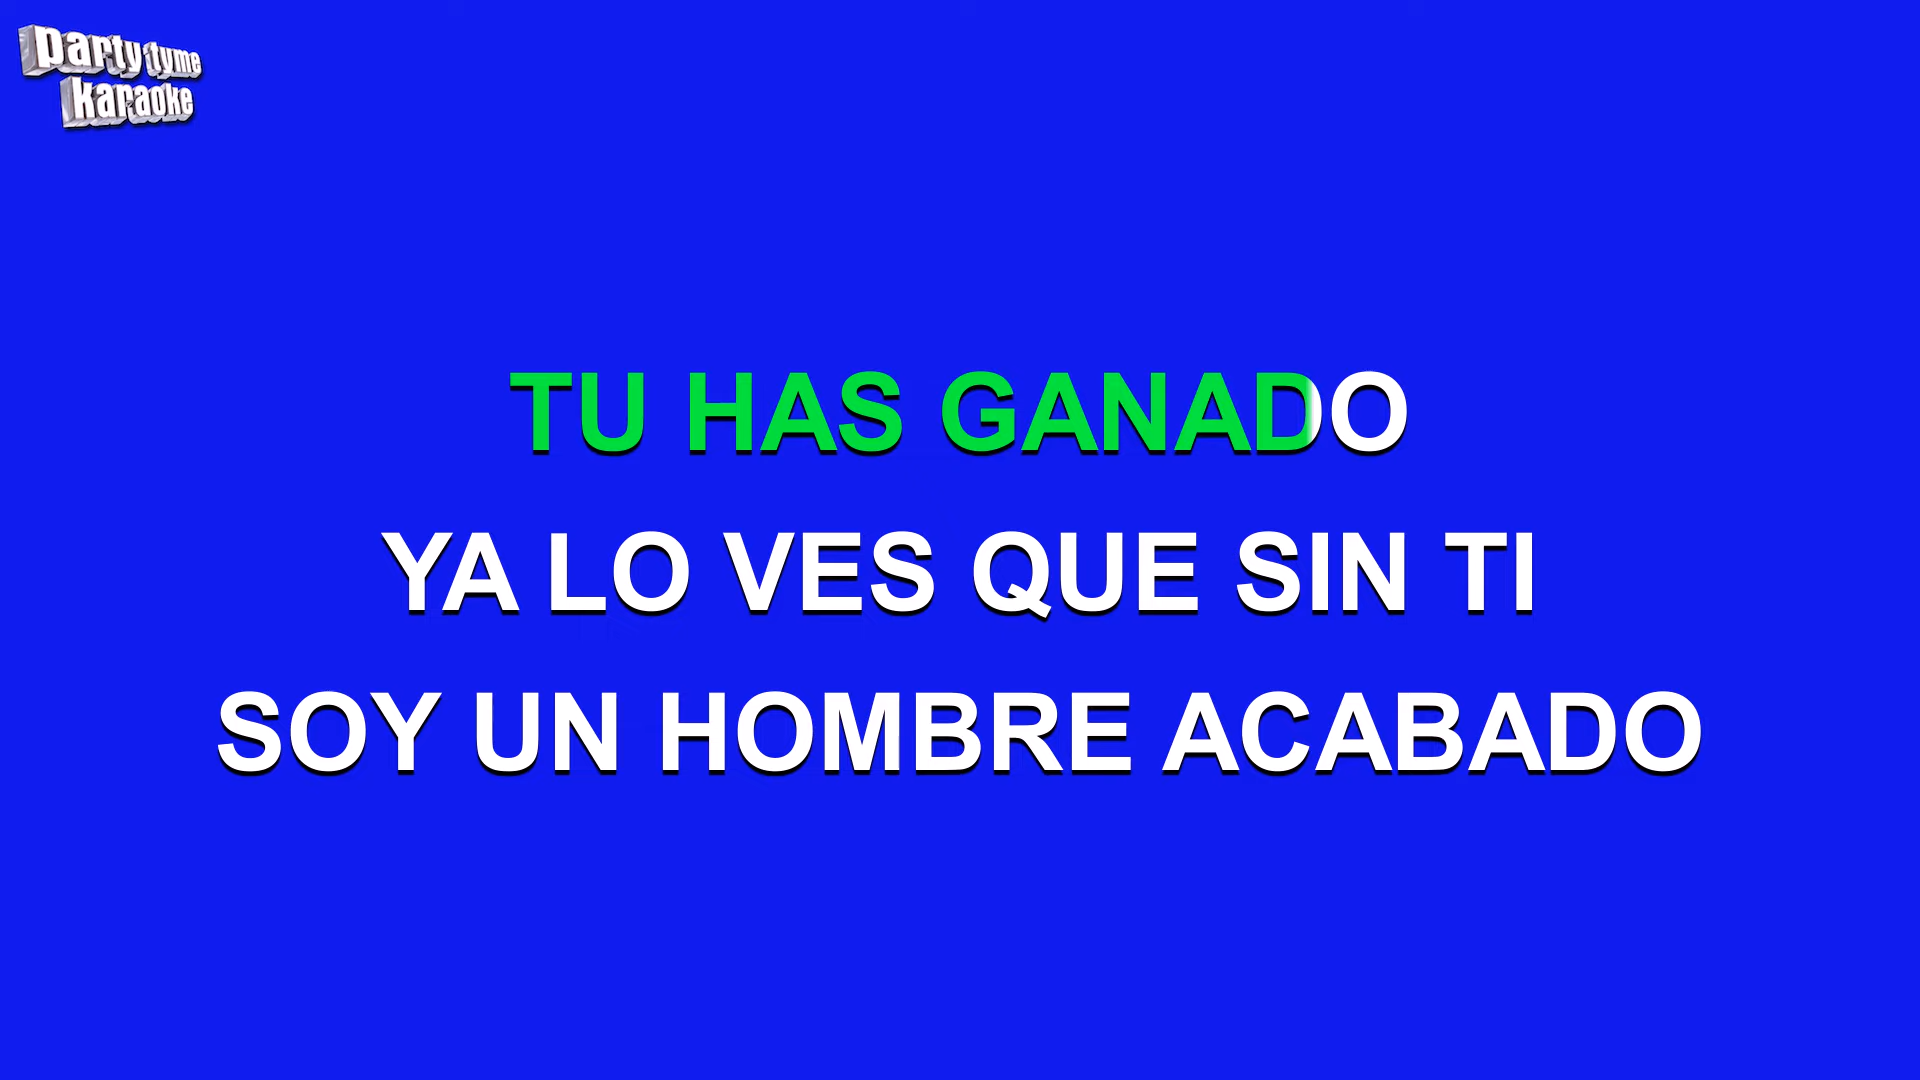 party tyme
karaoke
TU HAS GANADO
YA LO VES QUE SIN TI
SOY UN HOMBRE ACABADO